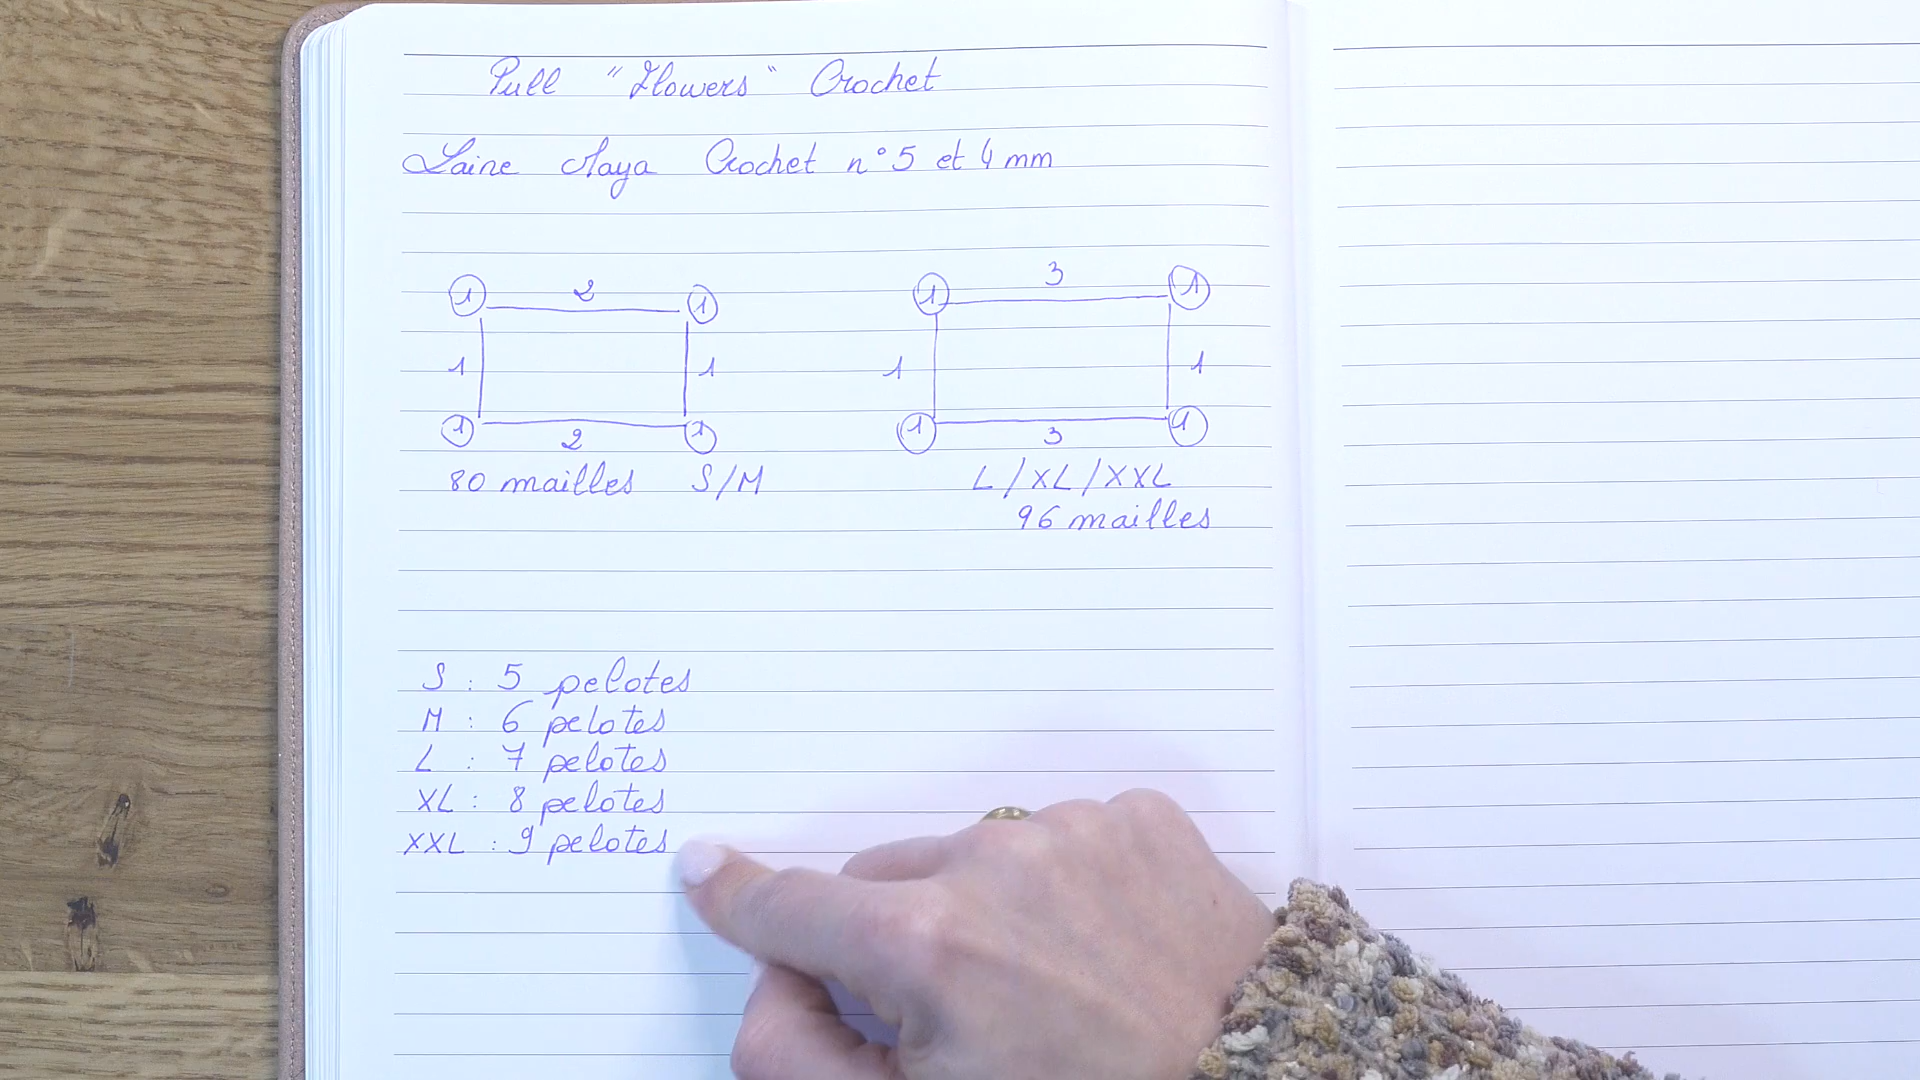 Pull "Flowers" Crochet
Laine Maya Crochet n°5 et 4 mm
1 2 1
1 1
1 2 1
80 mailles S/M
1 3 1
1 1
1 3 1
L/XL/XXL
96 mailles
S : 5 pelotes
M : 6 pelotes
L : 7 pelotes
XL : 8 pelotes
XXL : 9 pelotes